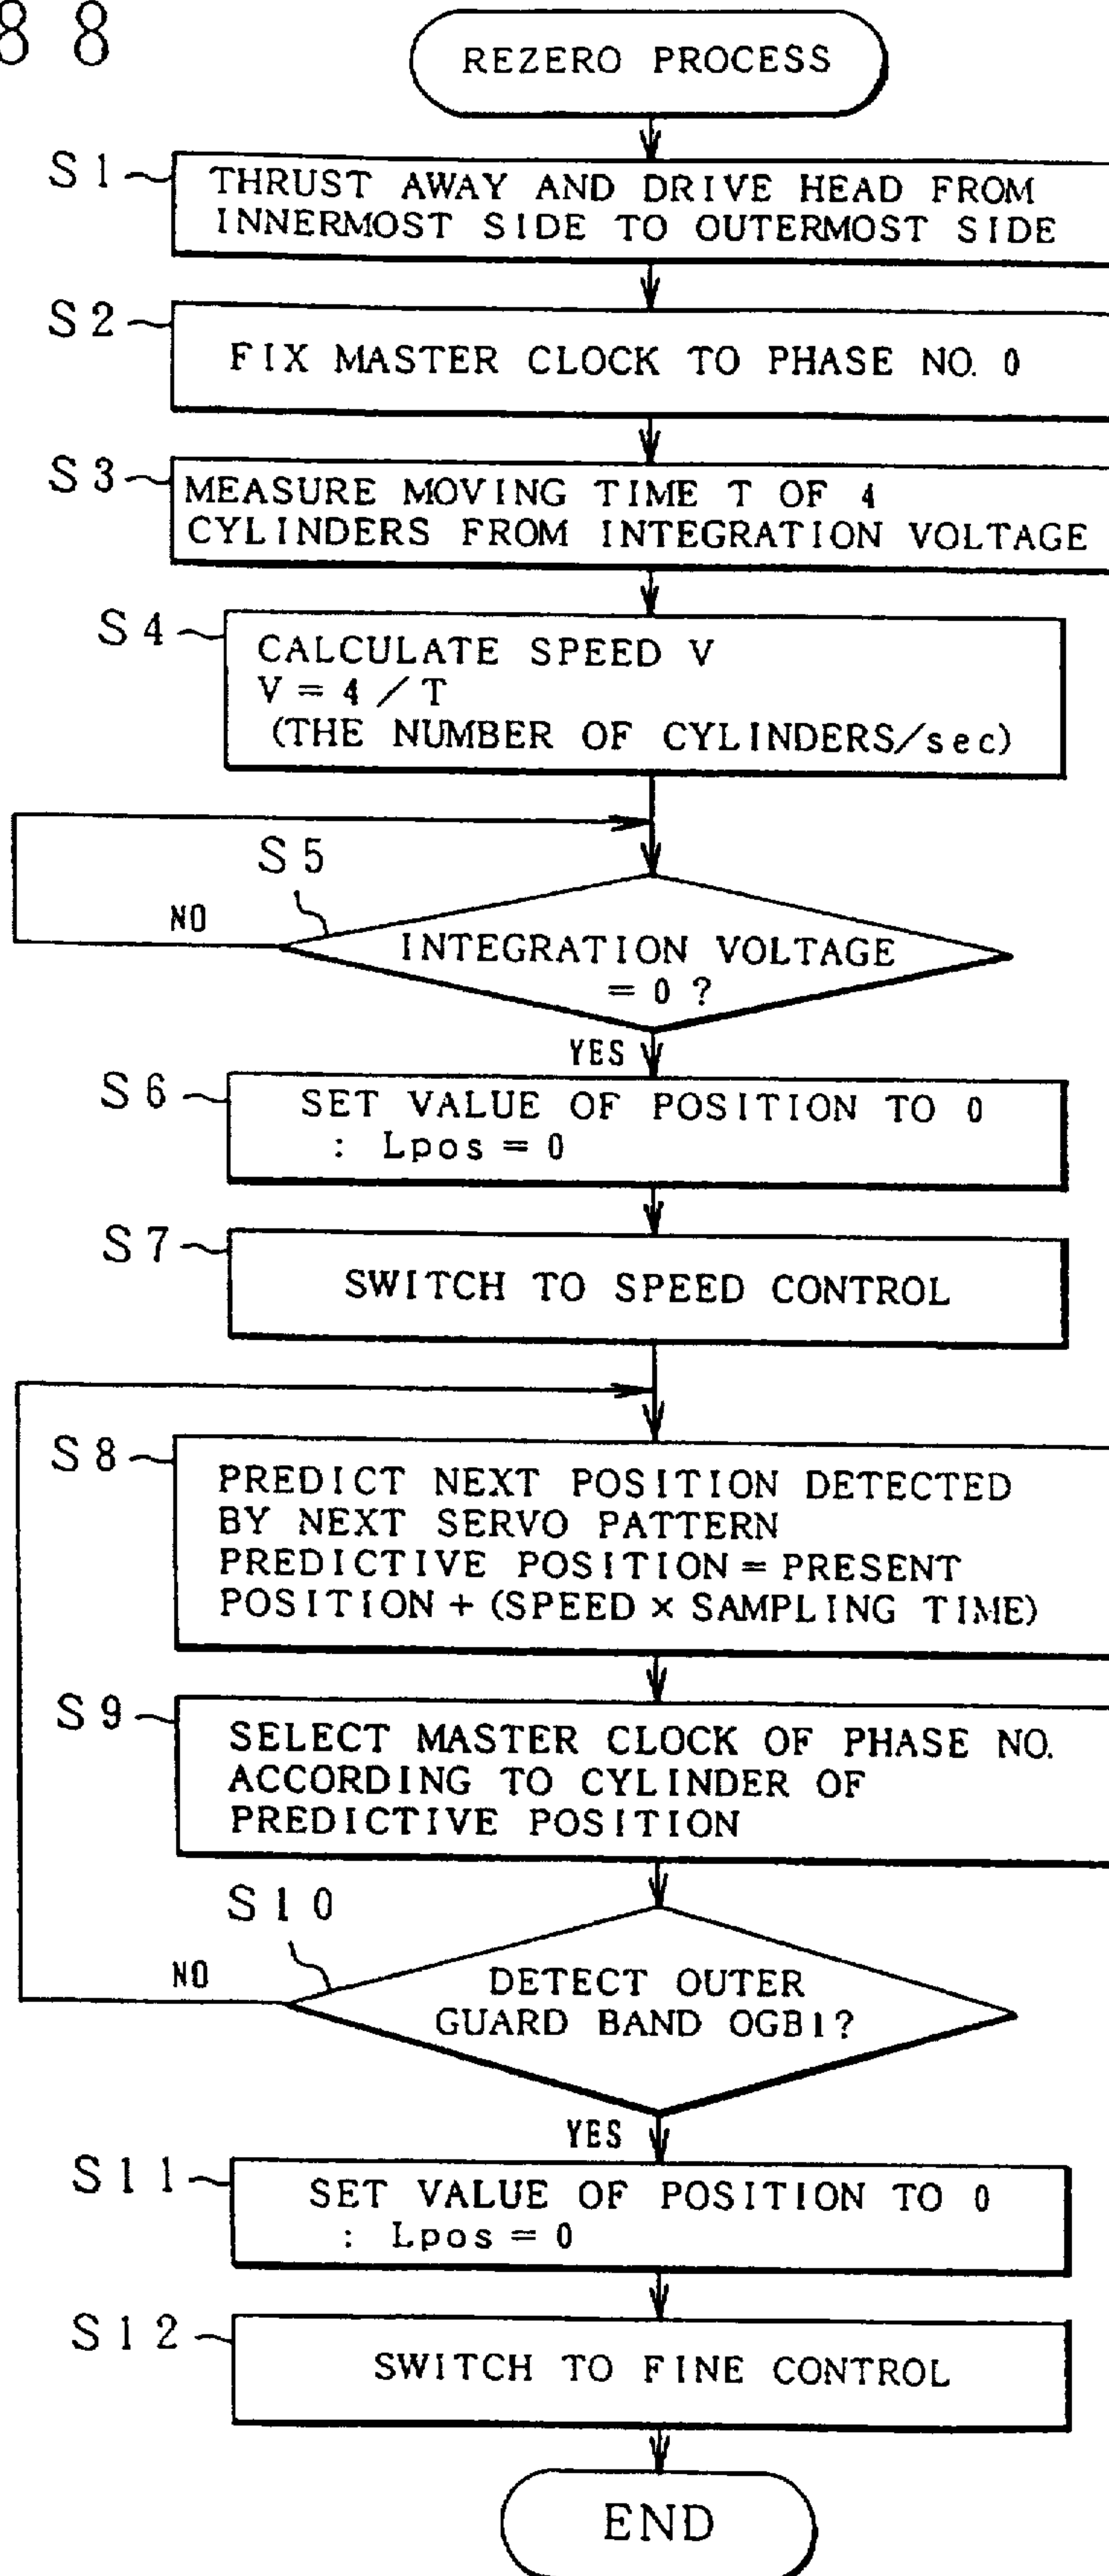 88
REZERO PROCESS
S1
THRUST AWAY AND DRIVE HEAD FROM
INNERMOST SIDE TO OUTERMOST SIDE
S2
FIX MASTER CLOCK TO PHASE NO. 0
S3
MEASURE MOVING TIME T OF 4
CYLINDERS FROM INTEGRATION VOLTAGE
S4
CALCULATE SPEED V
V = 4 / T
(THE NUMBER OF CYLINDERS/sec)
S5
NO
INTEGRATION VOLTAGE
= 0 ?
YES
S6
SET VALUE OF POSITION TO 0
: Lpos = 0
S7
SWITCH TO SPEED CONTROL
S8
PREDICT NEXT POSITION DETECTED
BY NEXT SERVO PATTERN
PREDICTIVE POSITION = PRESENT
POSITION + (SPEED × SAMPLING TIME)
S9
SELECT MASTER CLOCK OF PHASE NO.
ACCORDING TO CYLINDER OF
PREDICTIVE POSITION
S10
NO
DETECT OUTER
GUARD BAND OGB1?
YES
S11
SET VALUE OF POSITION TO 0
: Lpos = 0
S12
SWITCH TO FINE CONTROL
END